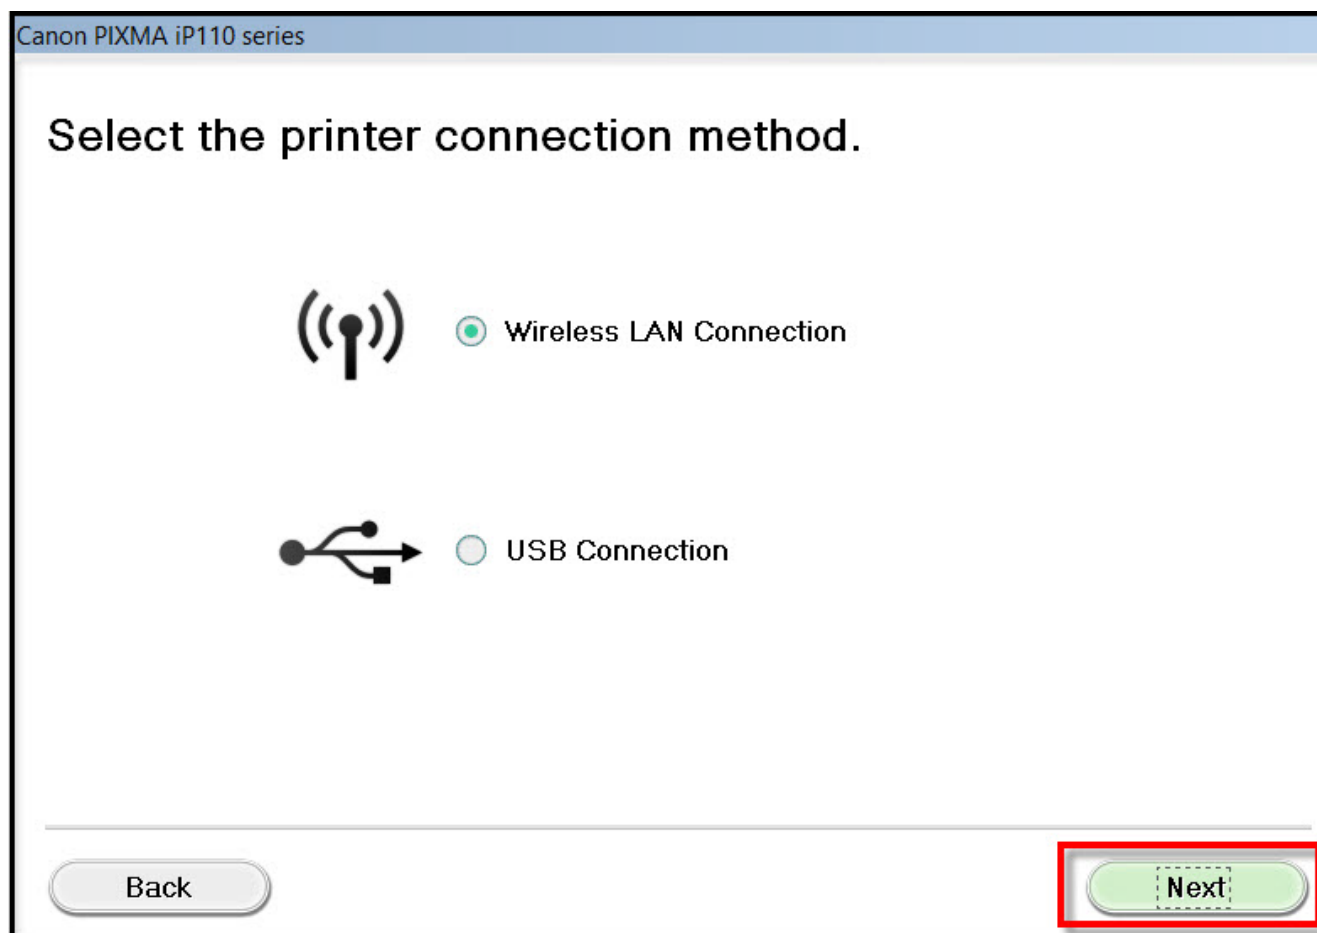 Canon PIXMA iP110 series
Select the printer connection method.
Wireless LAN Connection
USB Connection
Back
Next